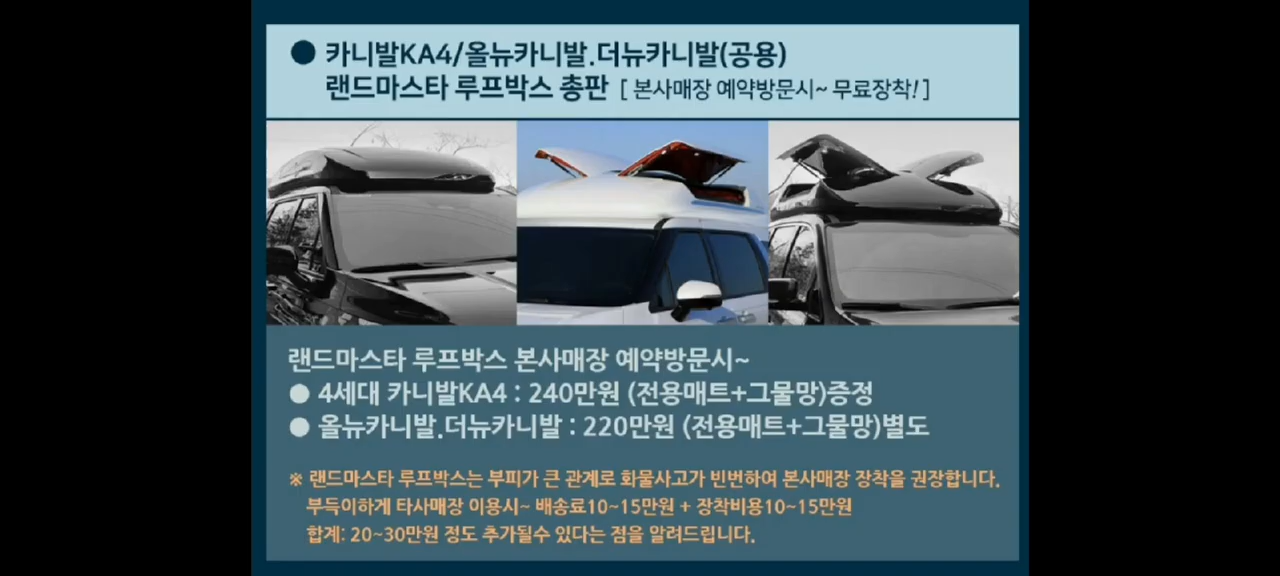 ● 카니발KA4/올뉴카니발.더뉴카니발(공용)
랜드마스타 루프박스 총판 [ 본사매장 예약방문시~ 무료장착! ]
랜드마스타 루프박스 본사매장 예약방문시~
● 4세대 카니발KA4 : 240만원 (전용매트+그물망)증정
● 올뉴카니발.더뉴카니발 : 220만원 (전용매트+그물망)별도
※ 랜드마스타 루프박스는 부피가 큰 관계로 화물사고가 빈번하여 본사매장 장착을 권장합니다.
부득이하게 타사매장 이용시~ 배송료10~15만원 + 장착비용10~15만원
합계: 20~30만원 정도 추가될수 있다는 점을 알려드립니다.